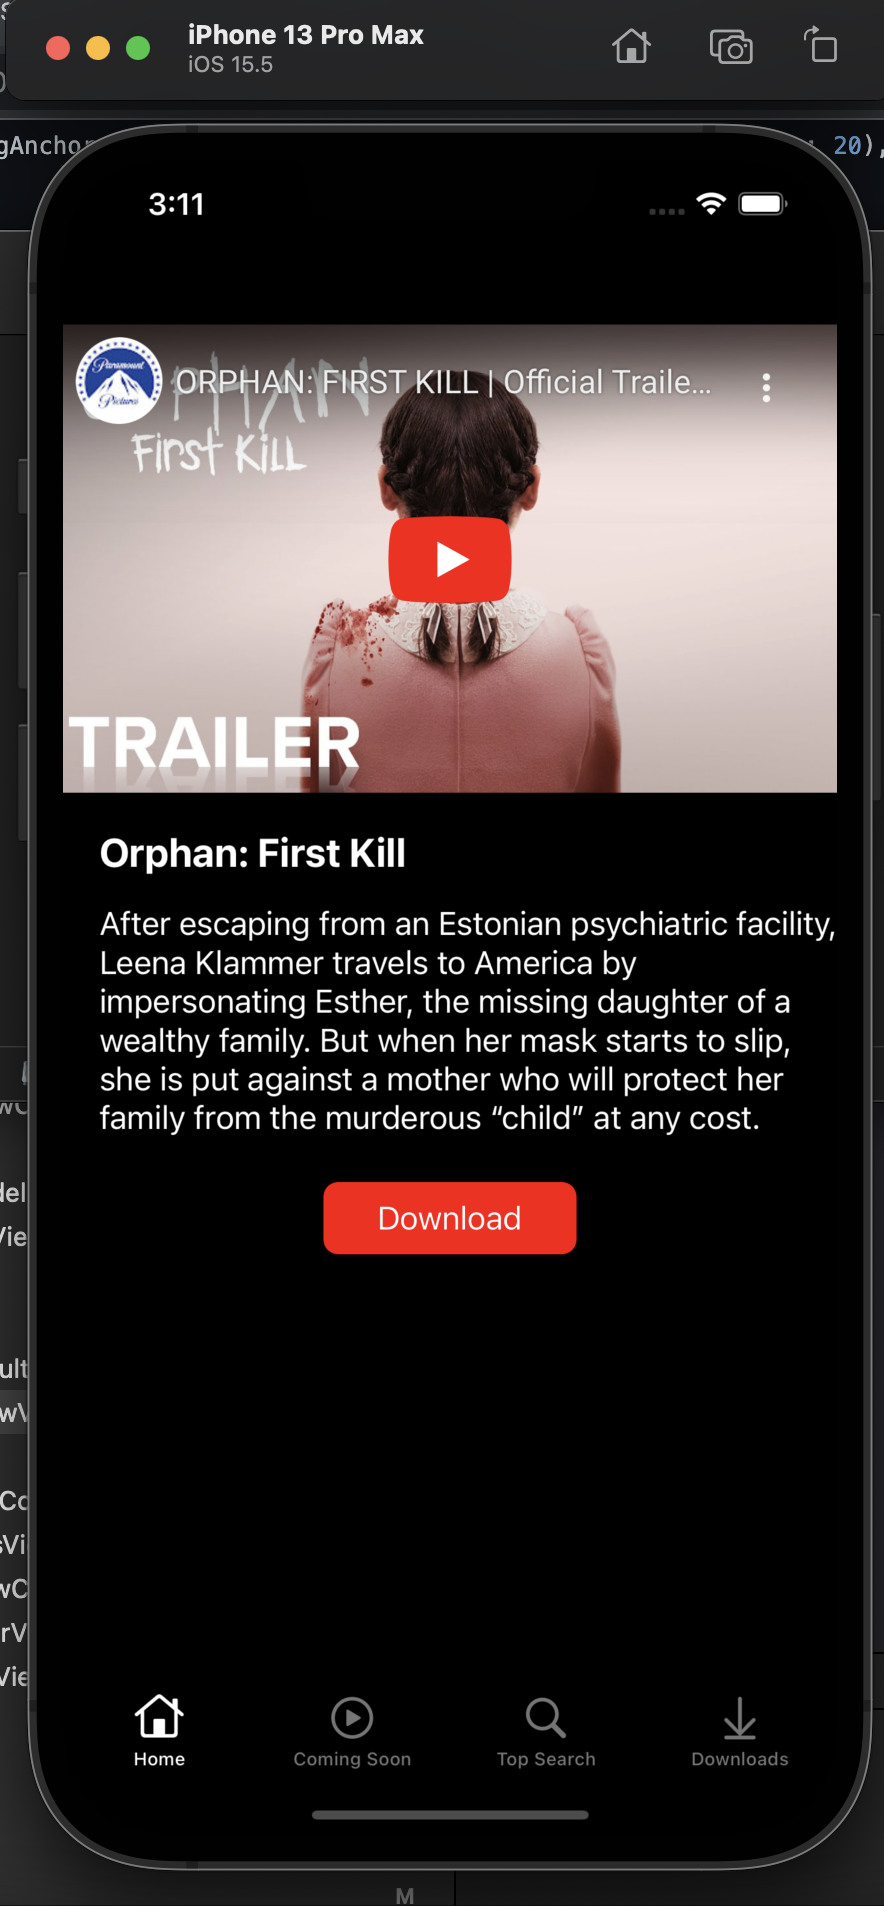 iPhone 13 Pro Max
iOS 15.5
gAnchor
20),
3:11
Paramount
Pictures
ORPHAN: FIRST KILL | Official Traile...
PHAN
First Kill
TRAILER
Orphan: First Kill
After escaping from an Estonian psychiatric facility,
Leena Klammer travels to America by
impersonating Esther, the missing daughter of a
wealthy family. But when her mask starts to slip,
she is put against a mother who will protect her
family from the murderous “child” at any cost.
Download
del
Vie
ult
wV
Co
sVi
wC
rV
Vie
Home
Coming Soon
Top Search
Downloads
M